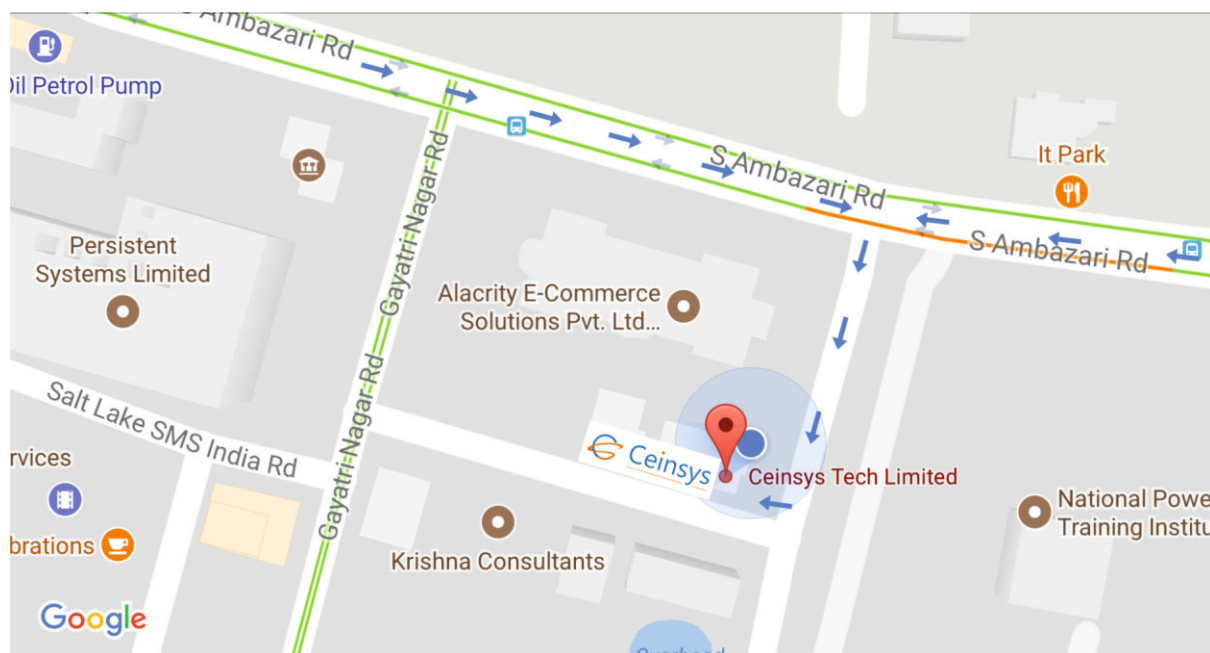 S Ambazari Rd
Oil Petrol Pump
It Park
S Ambazari Rd
S Ambazari Rd
Gayatri Nagar Rd
Persistent
Systems Limited
Alacrity E-Commerce
Solutions Pvt. Ltd...
Gayatri Nagar Rd
Salt Lake SMS India Rd
Ceinsys
Ceinsys Tech Limited
rvices
National Powe
Training Institu
Gayatri Nagar Rd
brations
Krishna Consultants
Google
Overhead